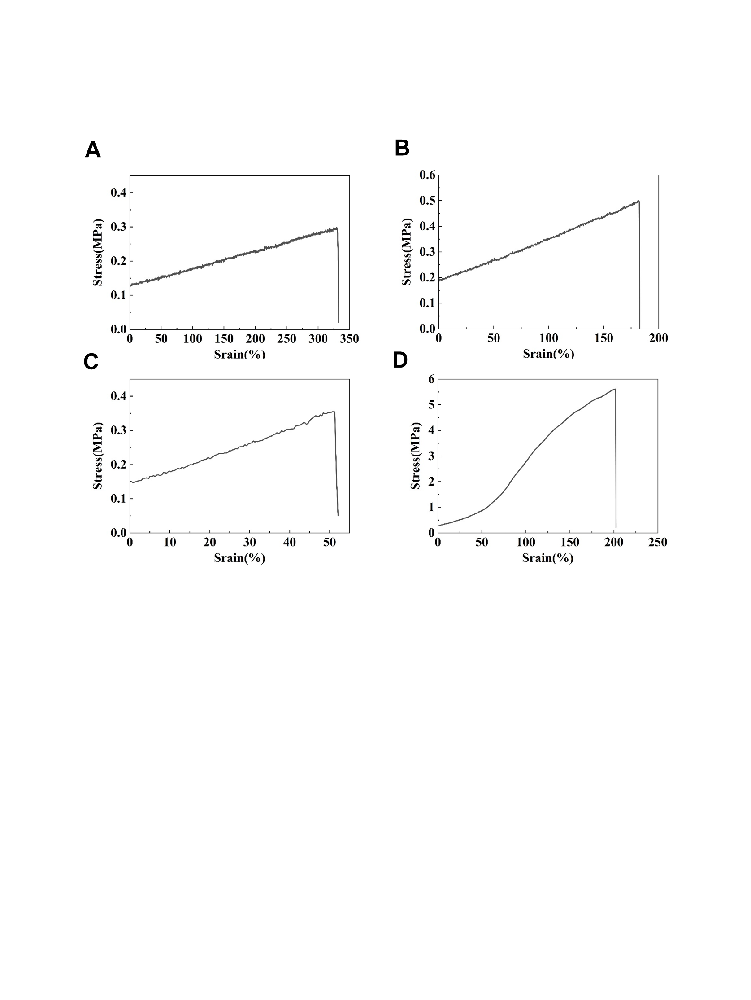 A
B
0.4
0.3
0.2
0.1
0.0
Stress(MPa)
0 50 100 150 200 250 300 350
Srain(%)
0.6
0.5
0.4
0.3
0.2
0.1
0.0
Stress(MPa)
0 50 100 150 200
Srain(%)
C
D
0.4
0.3
0.2
0.1
0.0
Stress(MPa)
0 10 20 30 40 50
Srain(%)
6
5
4
3
2
1
0
Stress(MPa)
0 50 100 150 200 250
Srain(%)